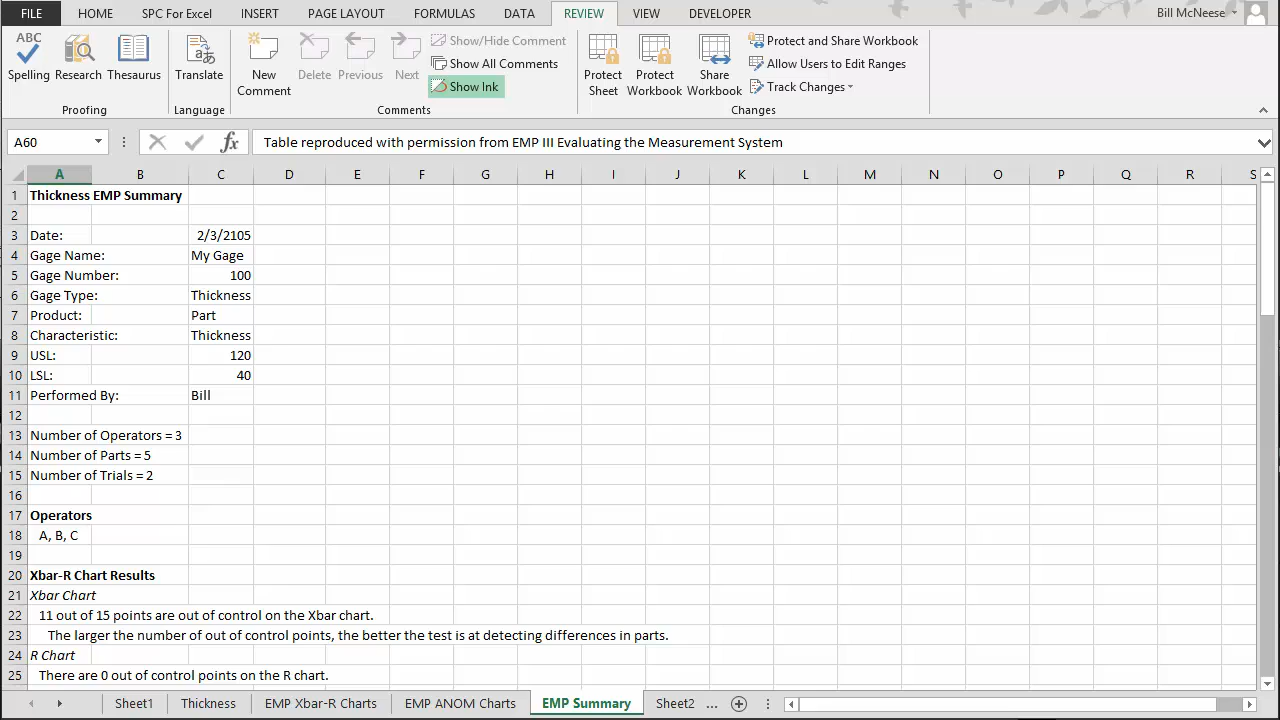 FILE HOME SPC For Excel INSERT PAGE LAYOUT FORMULAS DATA REVIEW VIEW DEVELOPER Bill McNeese
ABC
Spelling Research Thesaurus Translate New Comment Delete Previous Next Show/Hide Comment Show All Comments Show Ink Protect Sheet Protect Workbook Share Workbook Protect and Share Workbook Allow Users to Edit Ranges Track Changes
Proofing Language Comments Changes
A60 fx Table reproduced with permission from EMP III Evaluating the Measurement System
A B C D E F G H I J K L M N O P Q R S
1 Thickness EMP Summary
2
3 Date: 2/3/2105
4 Gage Name: My Gage
5 Gage Number: 100
6 Gage Type: Thickness
7 Product: Part
8 Characteristic: Thickness
9 USL: 120
10 LSL: 40
11 Performed By: Bill
12
13 Number of Operators = 3
14 Number of Parts = 5
15 Number of Trials = 2
16
17 Operators
18 A, B, C
19
20 Xbar-R Chart Results
21 Xbar Chart
22 11 out of 15 points are out of control on the Xbar chart.
23 The larger the number of out of control points, the better the test is at detecting differences in parts.
24 R Chart
25 There are 0 out of control points on the R chart.
Sheet1 Thickness EMP Xbar-R Charts EMP ANOM Charts EMP Summary Sheet2 ...